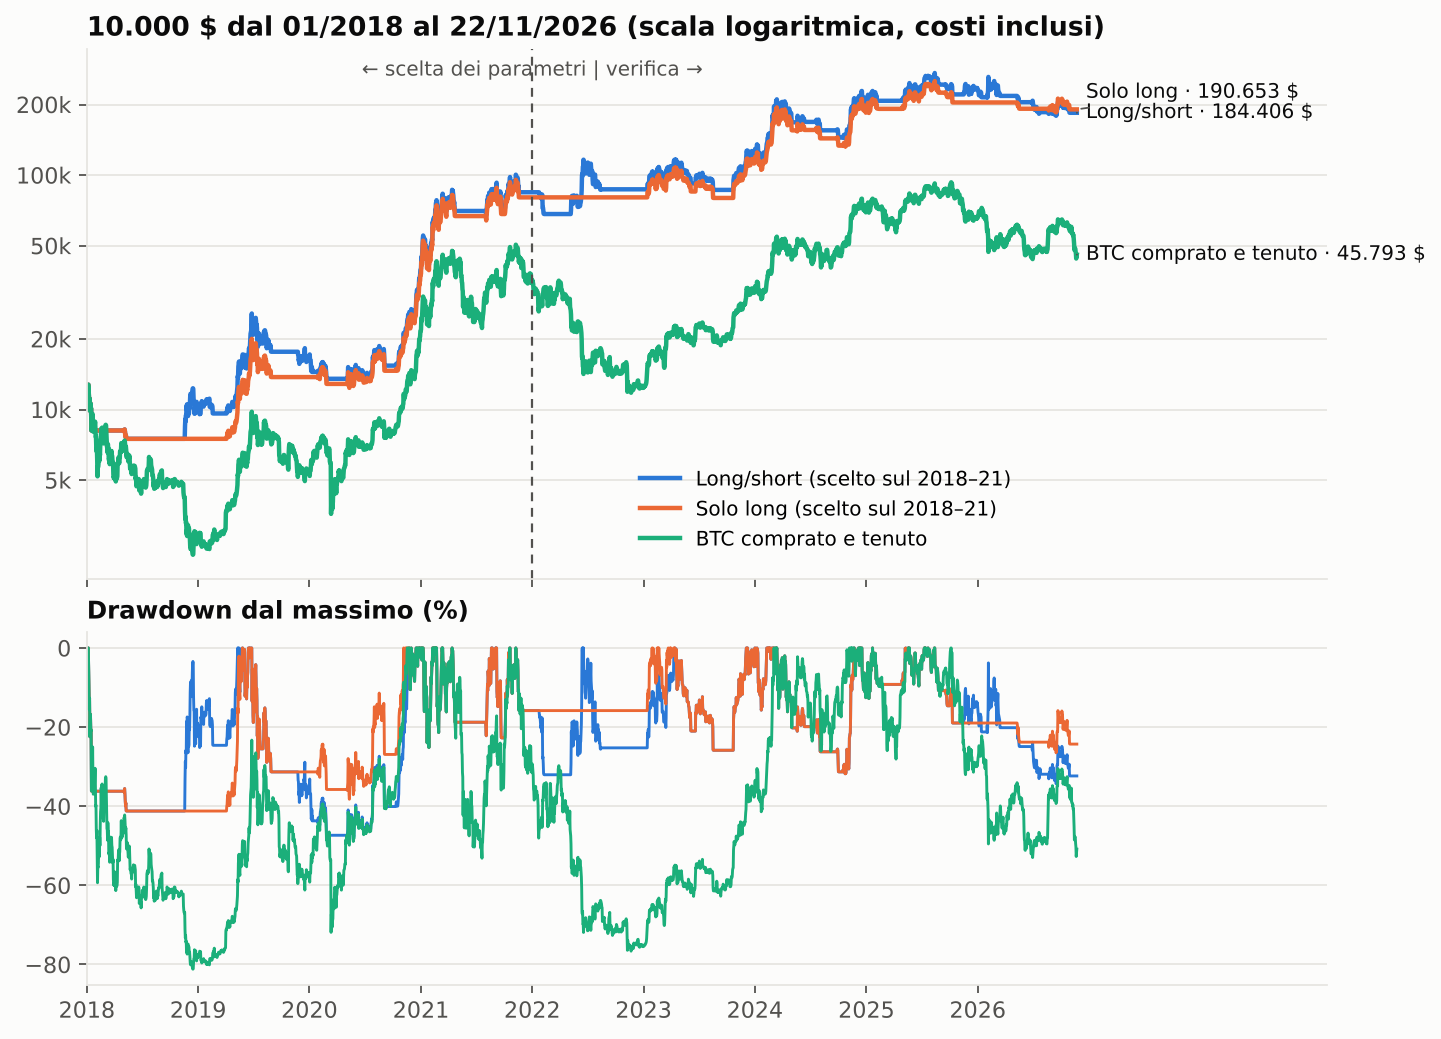 10.000 $ dal 01/2018 al 22/11/2026 (scala logaritmica, costi inclusi)
← scelta dei parametri | verifica →
200k
100k
50k
20k
10k
5k
Solo long · 190.653 $
Long/short · 184.406 $
BTC comprato e tenuto · 45.793 $
Long/short (scelto sul 2018–21)
Solo long (scelto sul 2018–21)
BTC comprato e tenuto
Drawdown dal massimo (%)
0
−20
−40
−60
−80
2018 2019 2020 2021 2022 2023 2024 2025 2026